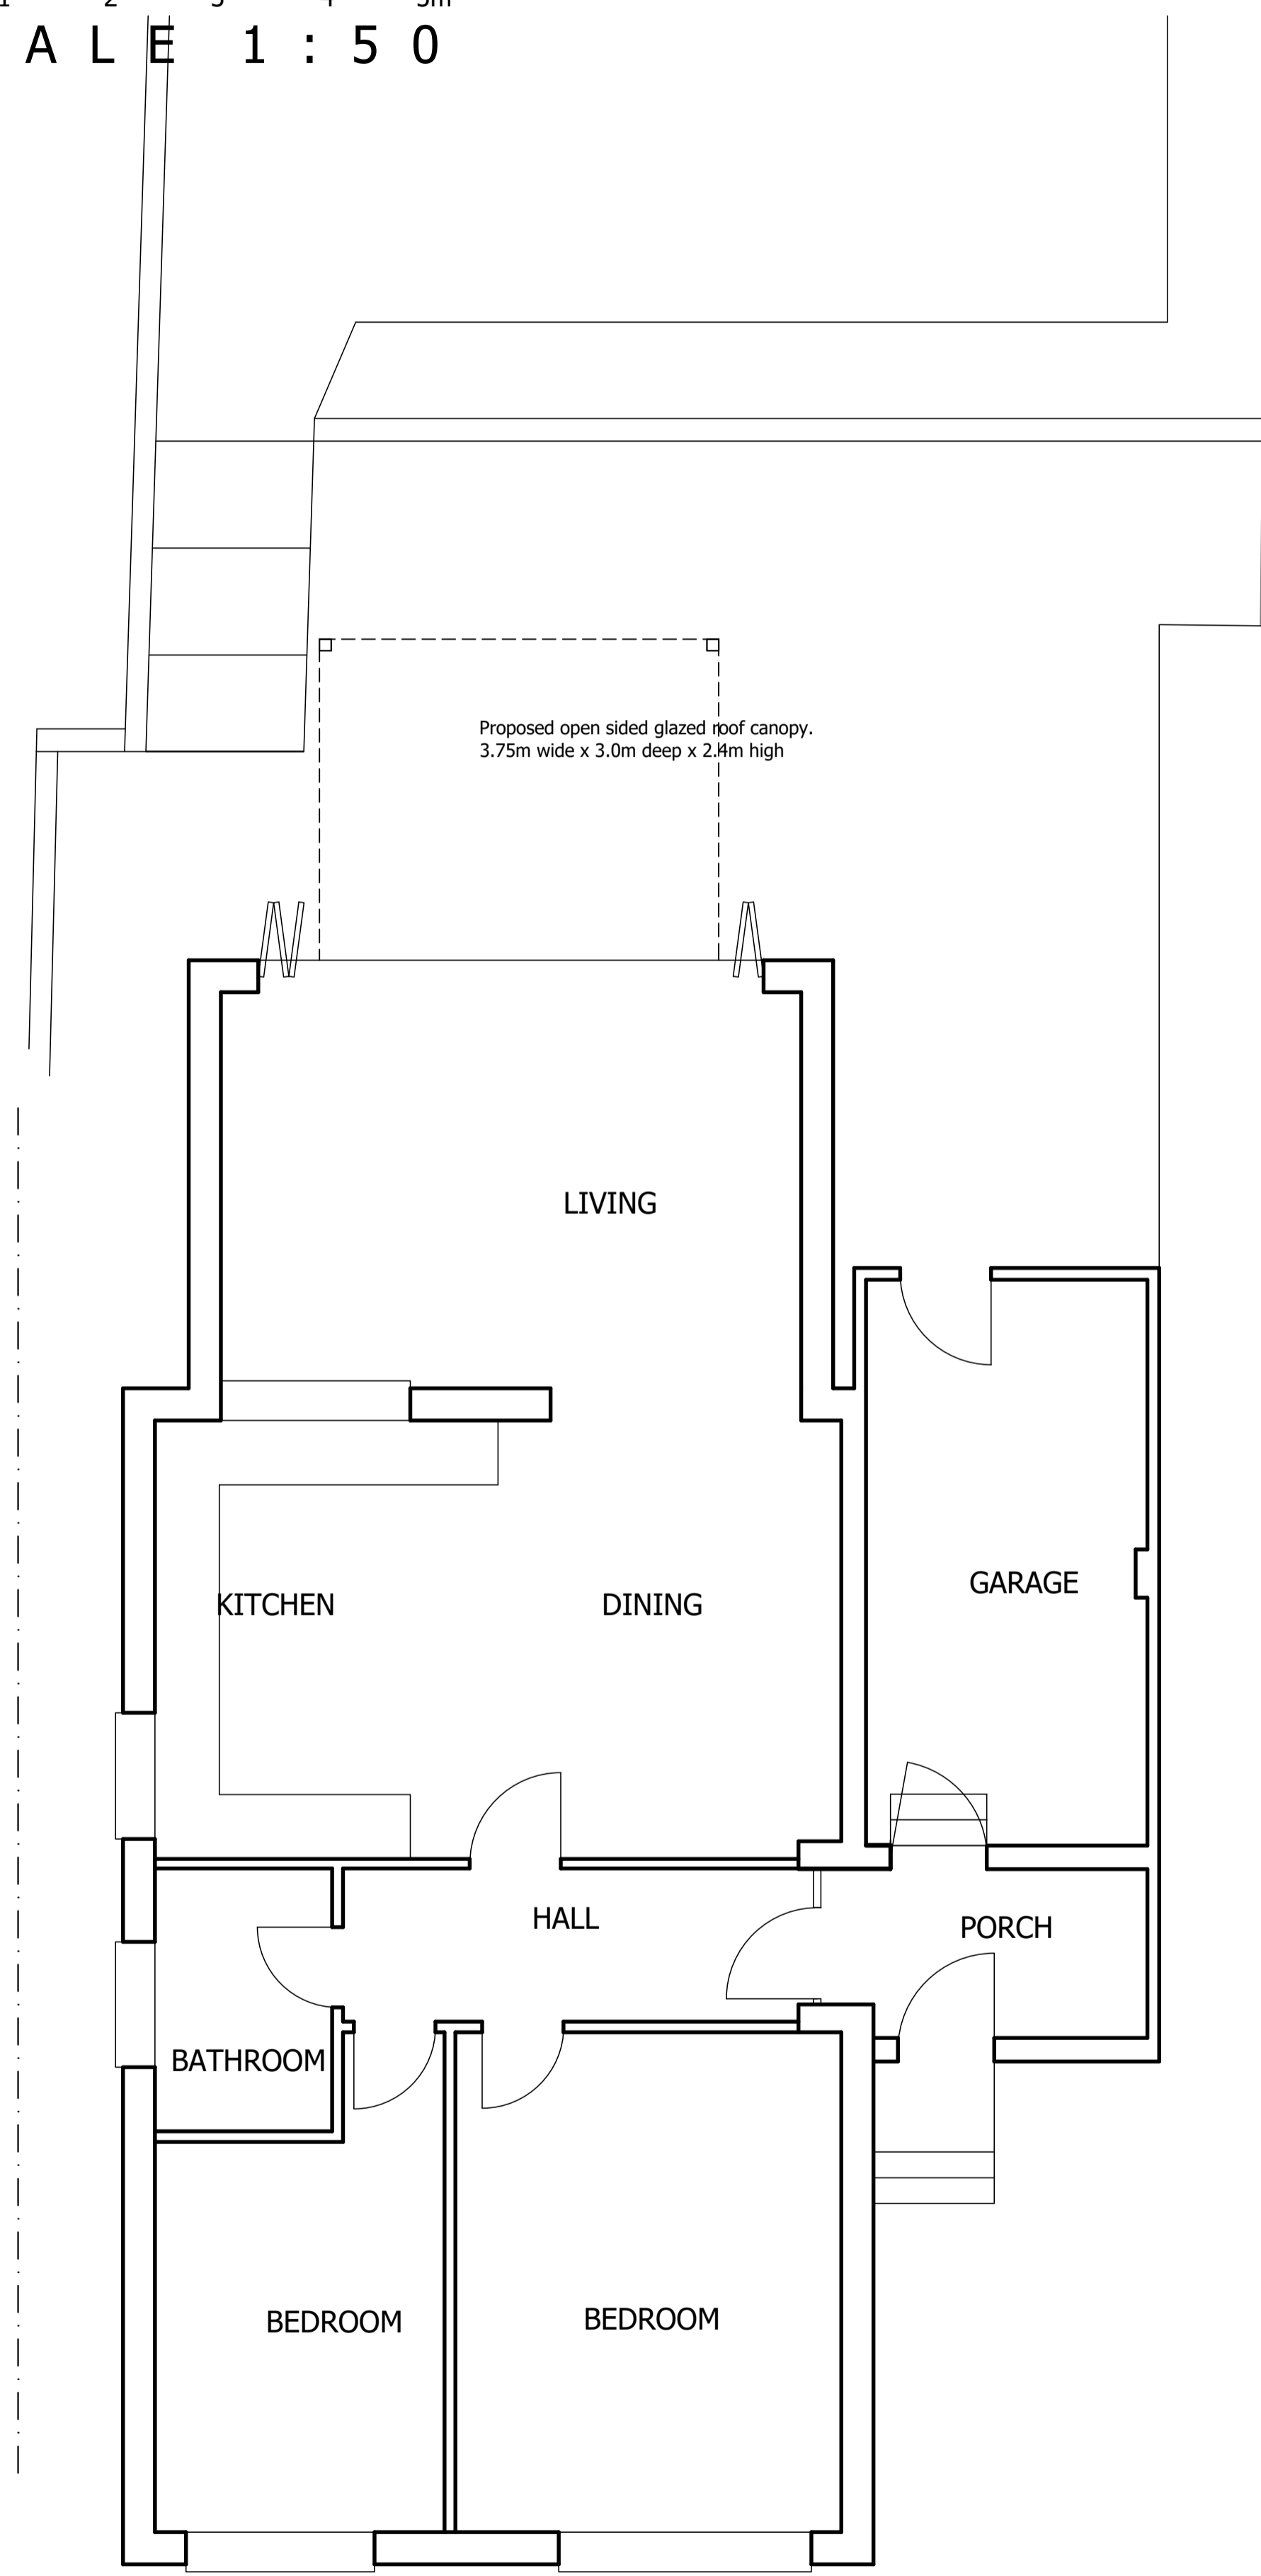 A L E 1 : 5 0
Proposed open sided glazed roof canopy.
3.75m wide x 3.0m deep x 2.4m high
LIVING
GARAGE
KITCHEN DINING
HALL
PORCH
BATHROOM
BEDROOM BEDROOM